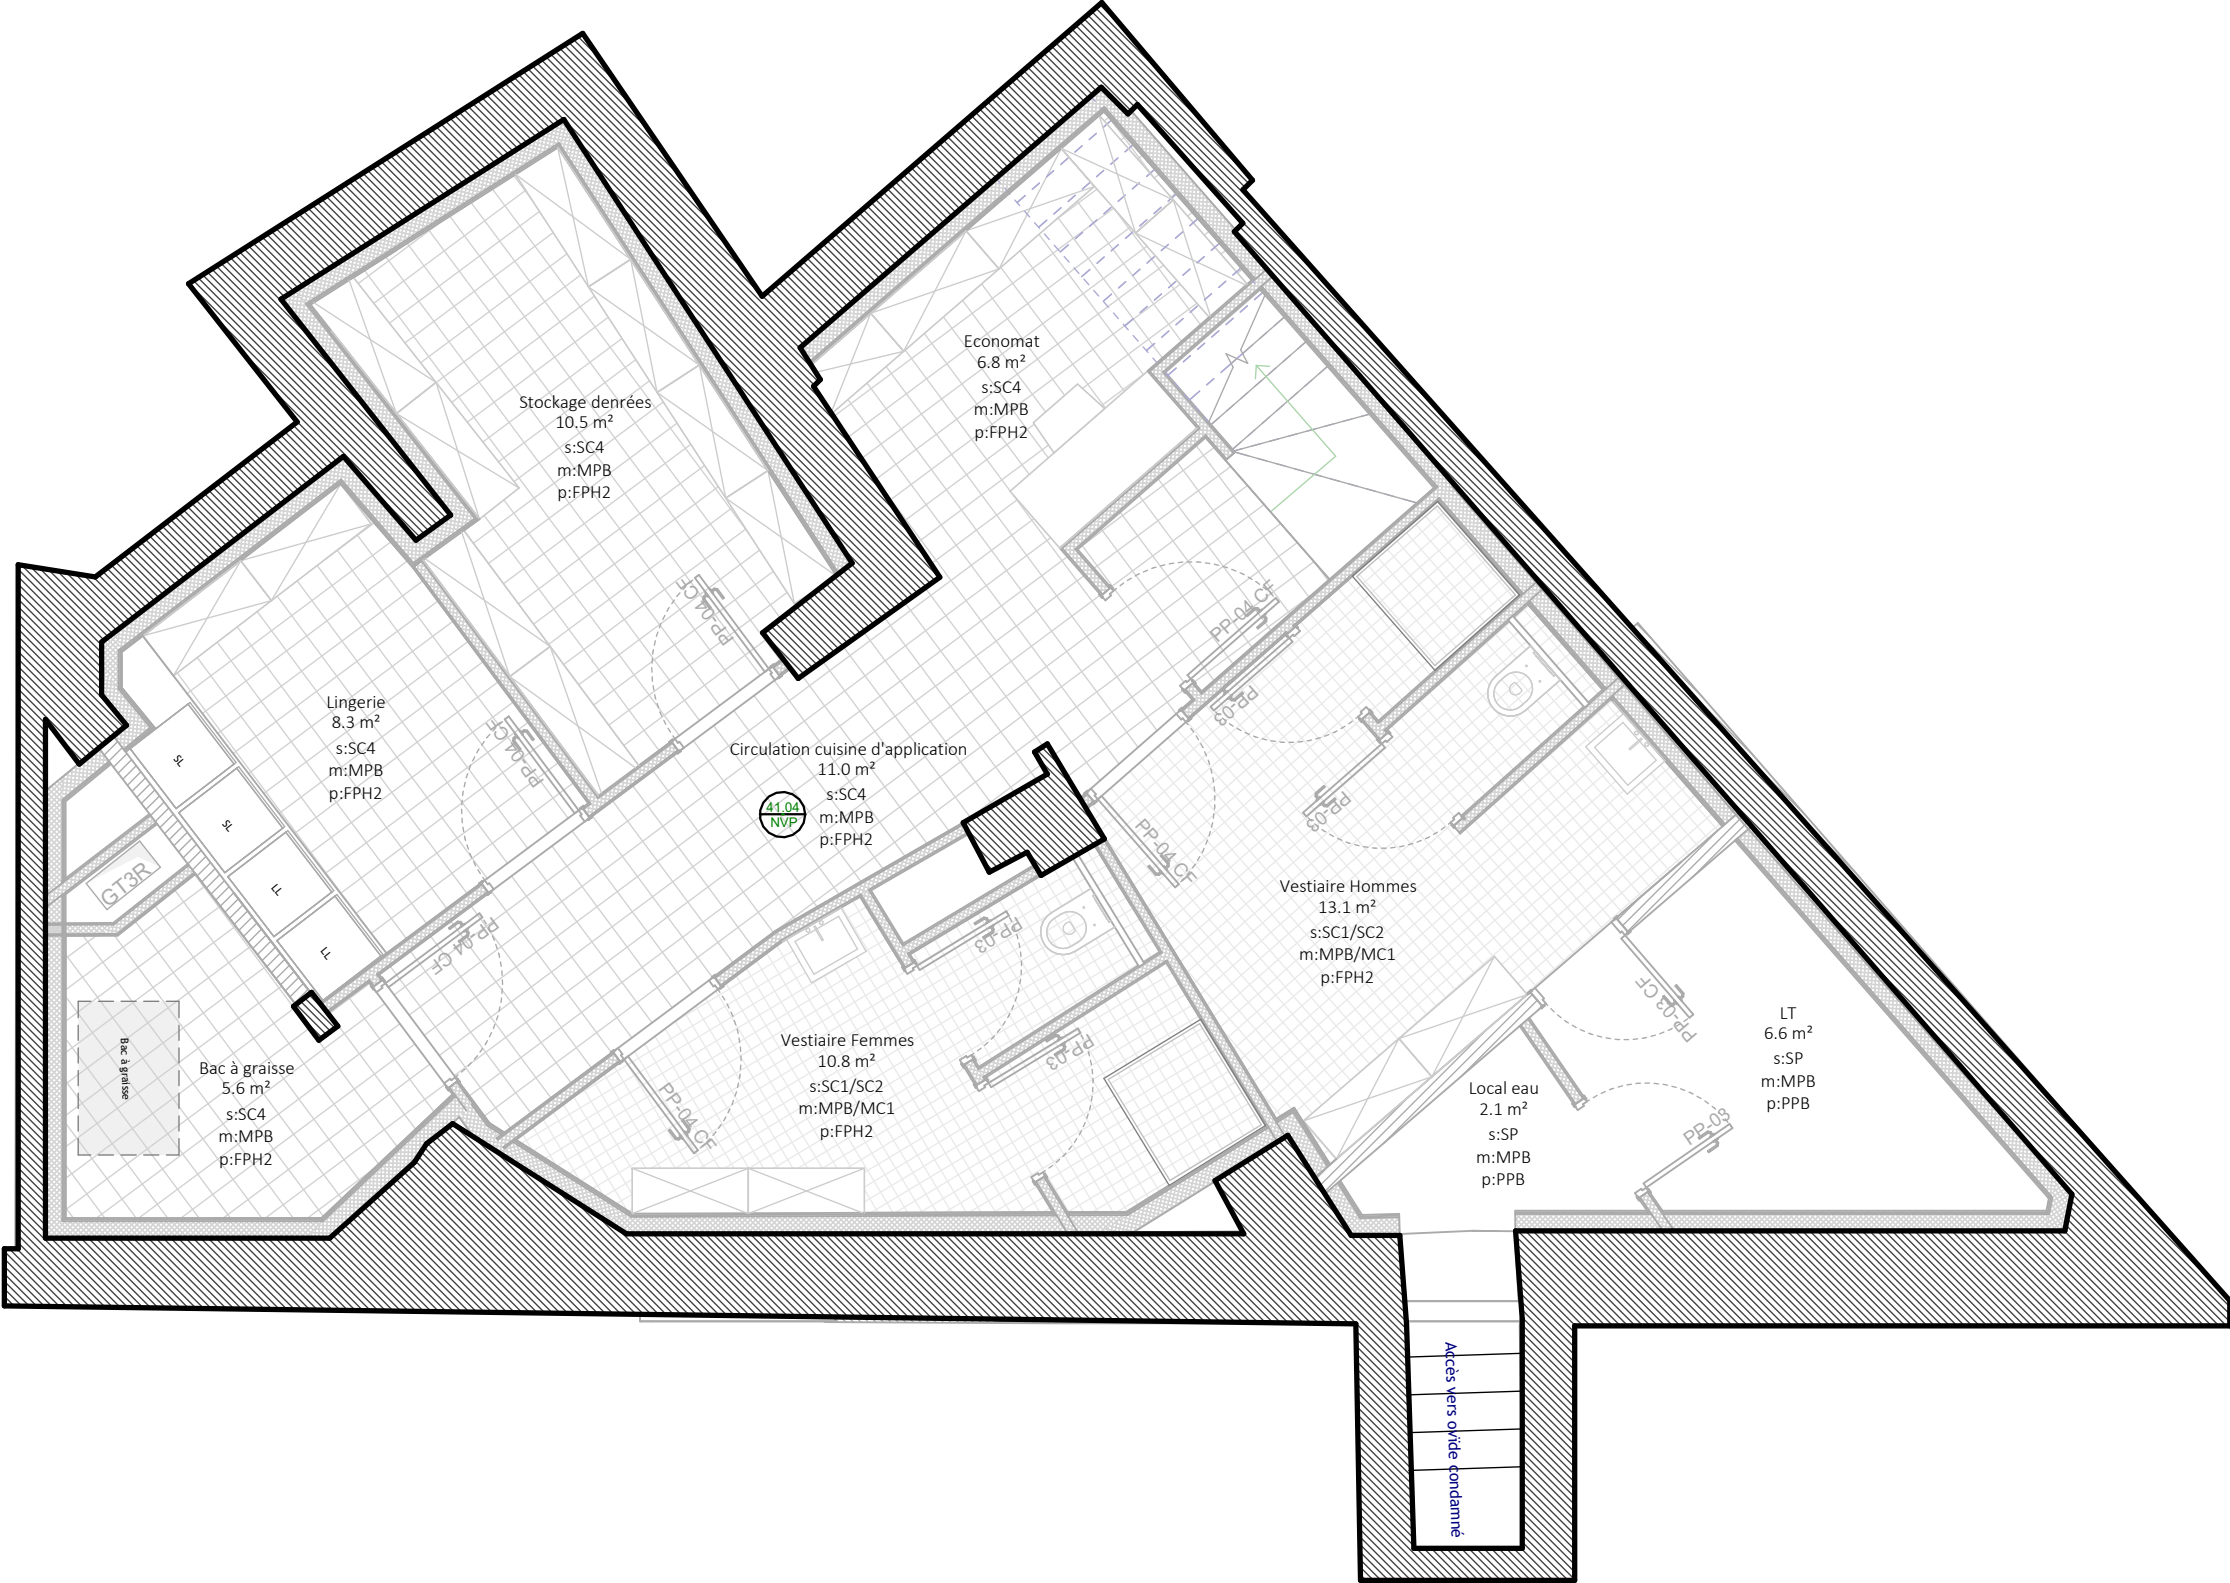 Economat
6.8 m²
s:SC4
m:MPB
p:FPH2
Stockage denrées
10.5 m²
s:SC4
m:MPB
p:FPH2
PP-04 CF
PP-04 CF
PP-03
Lingerie
8.3 m²
s:SC4
m:MPB
p:FPH2
PP-04 CF
SL
SL
LL
LL
GT3R
Circulation cuisine d'application
11.0 m²
s:SC4
m:MPB
p:FPH2
41.04
NVP
PP-03
PP-04 CF
Vestiaire Hommes
13.1 m²
s:SC1/SC2
m:MPB/MC1
p:FPH2
PP-04 CF
PP-03
PP-03 CF
LT
6.6 m²
s:SP
m:MPB
p:PPB
Vestiaire Femmes
10.8 m²
s:SC1/SC2
m:MPB/MC1
p:FPH2
PP-03
PP-04 CF
Bac à graisse
Bac à graisse
5.6 m²
s:SC4
m:MPB
p:FPH2
Local eau
2.1 m²
s:SP
m:MPB
p:PPB
PP-03
Accès vers ovïde condamné